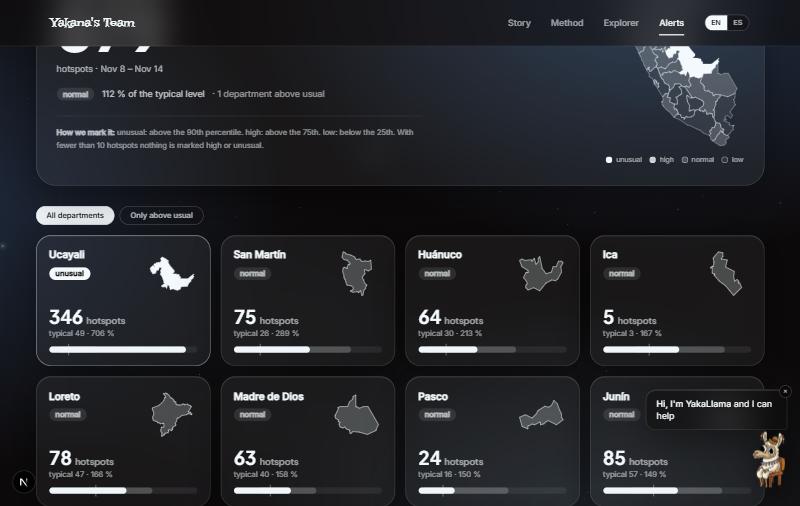 Yakana's Team
Story
Method
Explorer
Alerts
EN
ES
hotspots · Nov 8 – Nov 14
normal 112 % of the typical level · 1 department above usual
How we mark it: unusual: above the 90th percentile. high: above the 75th. low: below the 25th. With
fewer than 10 hotspots nothing is marked high or unusual.
unusual high normal low
All departments
Only above usual
Ucayali
unusual
346 hotspots
typical 49 · 706 %
San Martín
normal
75 hotspots
typical 26 · 289 %
Huánuco
normal
64 hotspots
typical 30 · 213 %
Ica
normal
5 hotspots
typical 3 · 167 %
Loreto
normal
78 hotspots
typical 47 · 166 %
Madre de Dios
normal
63 hotspots
typical 40 · 158 %
Pasco
normal
24 hotspots
typical 16 · 150 %
Junín
normal
85 hotspots
typical 57 · 149 %
Hi, I'm YakaLlama and I can
help
N